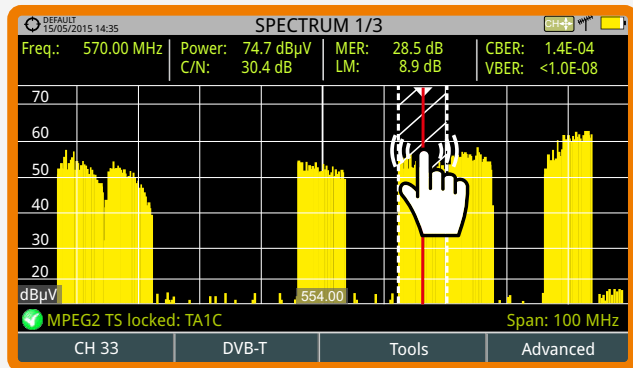 DEFAULT
15/05/2015 14:35
SPECTRUM 1/3
CH
Freq.: 570.00 MHz
Power: 74.7 dBµV
MER: 28.5 dB
CBER: 1.4E-04
C/N: 30.4 dB
LM: 8.9 dB
VBER: <1.0E-08
70
60
50
40
30
20
dBµV
554.00
MPEG2 TS locked: TA1C
Span: 100 MHz
CH 33
DVB-T
Tools
Advanced